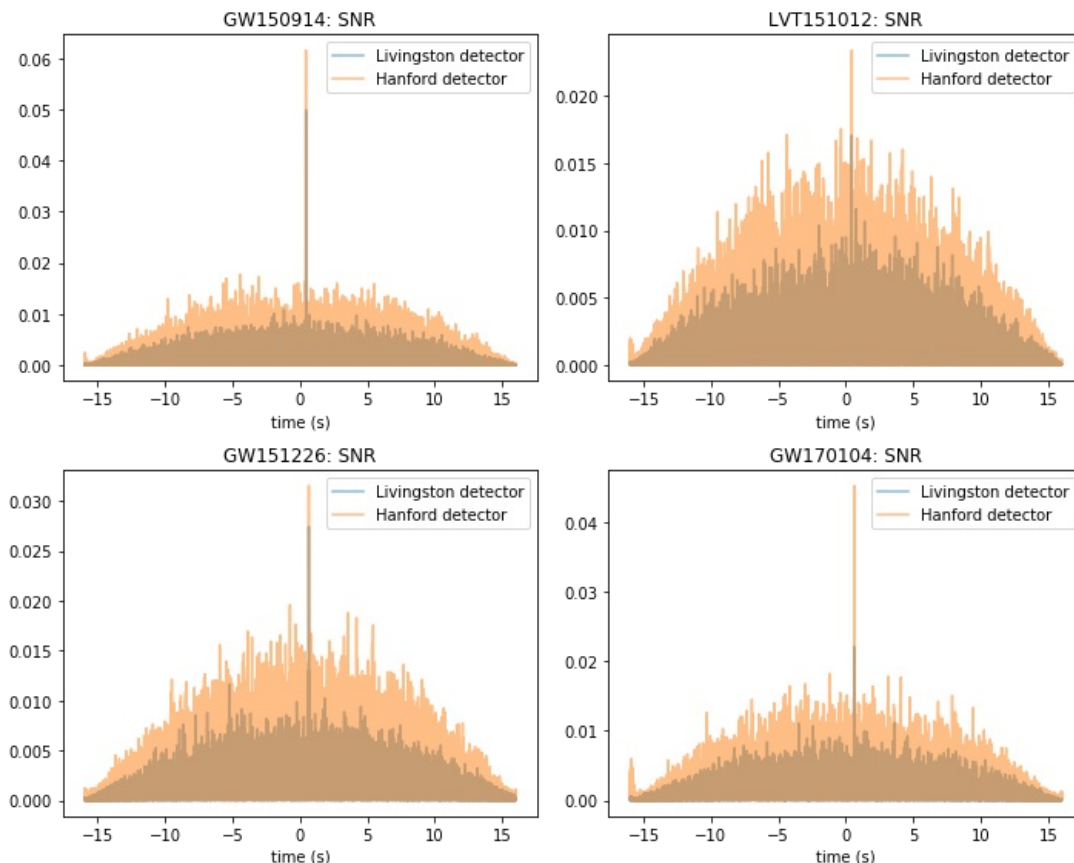 GW150914: SNR
Livingston detector
Hanford detector
0.06
0.05
0.04
0.03
0.02
0.01
0.00
−15 −10 −5 0 5 10 15
time (s)
LVT151012: SNR
Livingston detector
Hanford detector
0.020
0.015
0.010
0.005
0.000
−15 −10 −5 0 5 10 15
time (s)
GW151226: SNR
Livingston detector
Hanford detector
0.030
0.025
0.020
0.015
0.010
0.005
0.000
−15 −10 −5 0 5 10 15
time (s)
GW170104: SNR
Livingston detector
Hanford detector
0.04
0.03
0.02
0.01
0.00
−15 −10 −5 0 5 10 15
time (s)